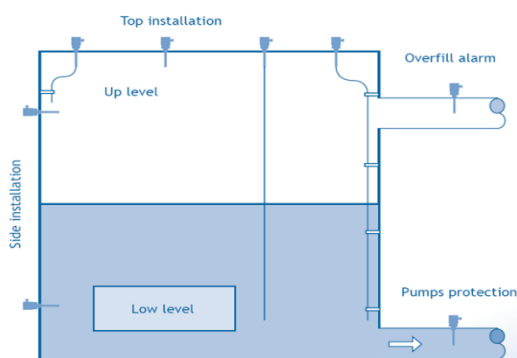 Top installation
Overfill alarm
Up level
Side installation
Low level
Pumps protection